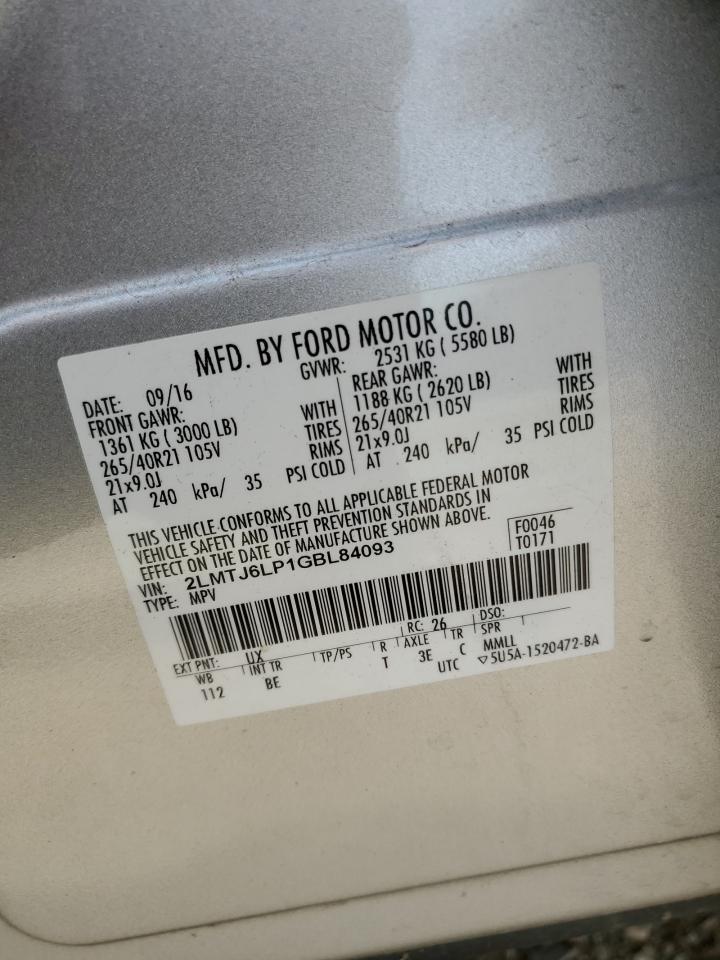 MFD. BY FORD MOTOR CO.
DATE: 09/16 GVWR: 2531 KG ( 5580 LB)
FRONT GAWR: REAR GAWR:
1361 KG ( 3000 LB) WITH 1188 KG ( 2620 LB) WITH
265/40R21 105V TIRES 265/40R21 105V TIRES
21x9.0J RIMS 21x9.0J RIMS
AT 240 kPa/ 35 PSI COLD AT 240 kPa/ 35 PSI COLD
THIS VEHICLE CONFORMS TO ALL APPLICABLE FEDERAL MOTOR
VEHICLE SAFETY AND THEFT PREVENTION STANDARDS IN
EFFECT ON THE DATE OF MANUFACTURE SHOWN ABOVE.
VIN: 2LMTJ6LP1GBL84093 F0046
TYPE: MPV T0171
EXT PNT: UX RC: 26 DSO:
WB INT TR TP/PS R AXLE TR SPR
112 BE T 3E C MMLL
UTC ▽5U5A-1520472-BA